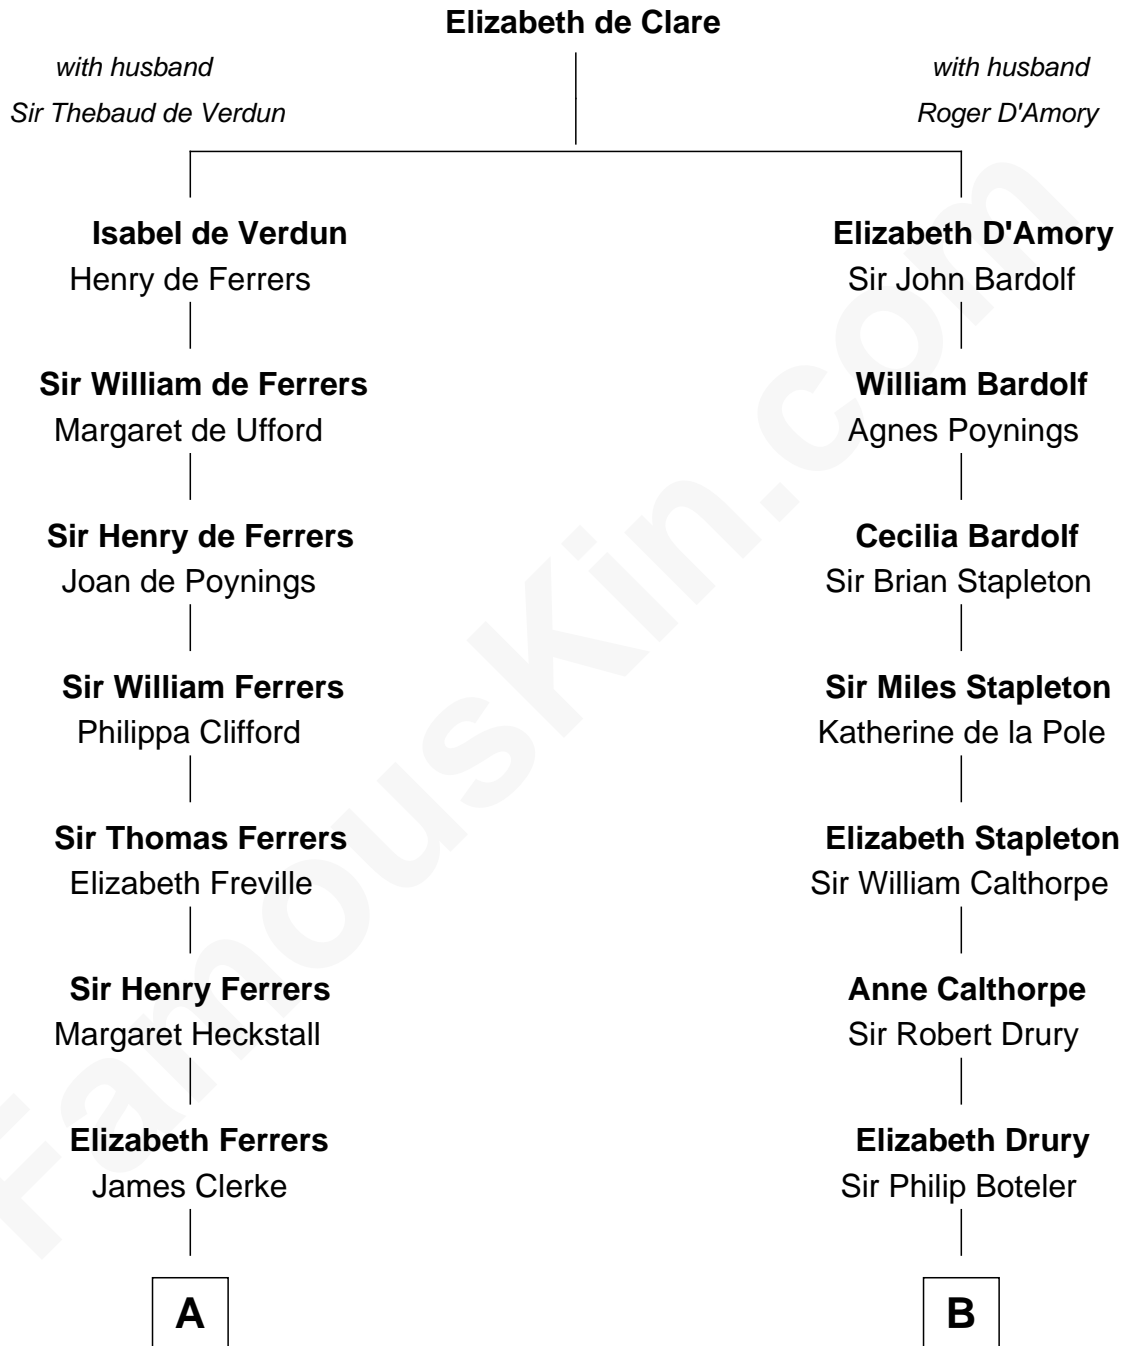 Elizabeth de Clare
with husband
Sir Thebaud de Verdun
with husband
Roger D'Amory
Isabel de Verdun
Henry de Ferrers
Sir William de Ferrers
Margaret de Ufford
Sir Henry de Ferrers
Joan de Poynings
Sir William Ferrers
Philippa Clifford
Sir Thomas Ferrers
Elizabeth Freville
Sir Henry Ferrers
Margaret Heckstall
Elizabeth Ferrers
James Clerke
A
Elizabeth D'Amory
Sir John Bardolf
William Bardolf
Agnes Poynings
Cecilia Bardolf
Sir Brian Stapleton
Sir Miles Stapleton
Katherine de la Pole
Elizabeth Stapleton
Sir William Calthorpe
Anne Calthorpe
Sir Robert Drury
Elizabeth Drury
Sir Philip Boteler
B
FamousKin.com